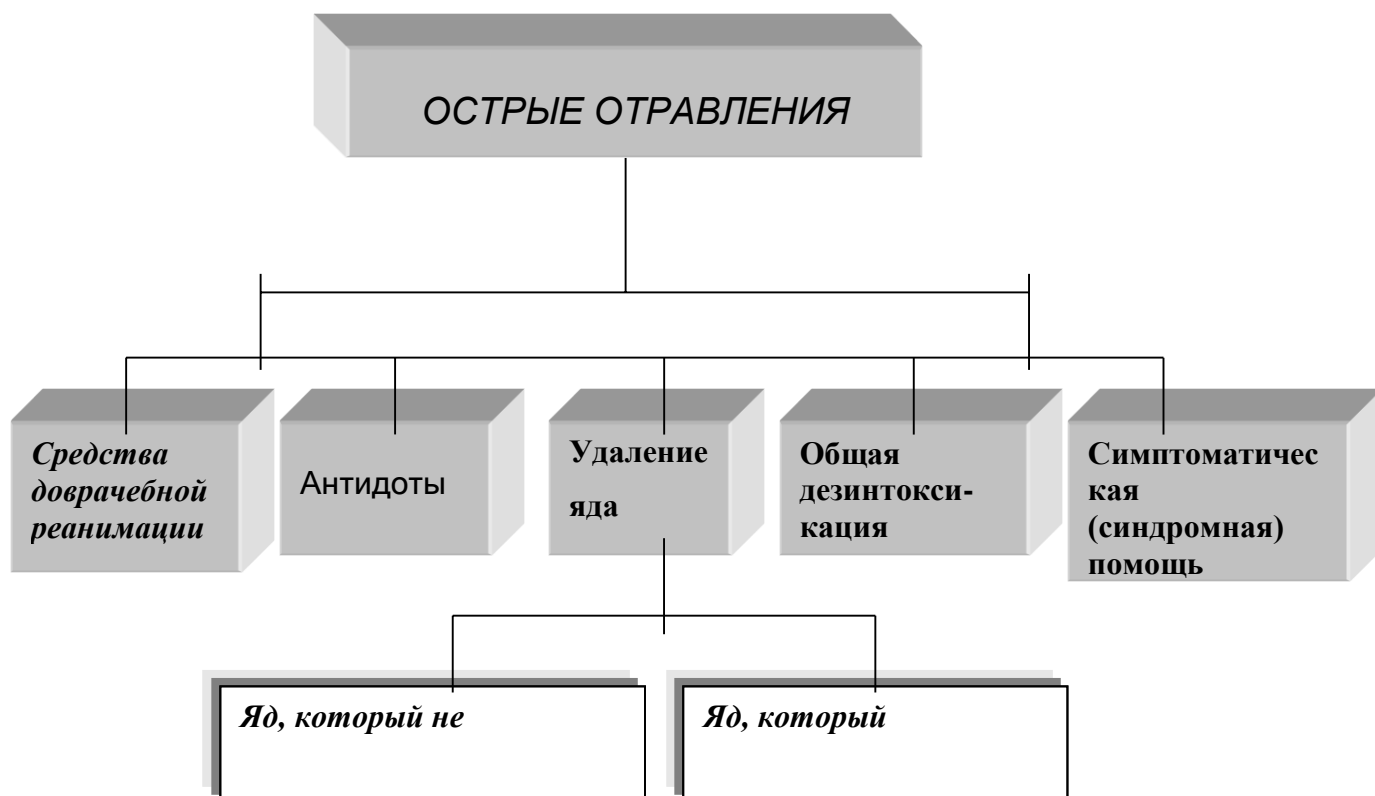 ОСТРЫЕ ОТРАВЛЕНИЯ
Средства
доврачебной
реанимации
Антидоты
Удаление
яда
Общая
дезинтокси-
кация
Симптоматичес
кая
(синдромная)
помощь
Яд, который не
Яд, который